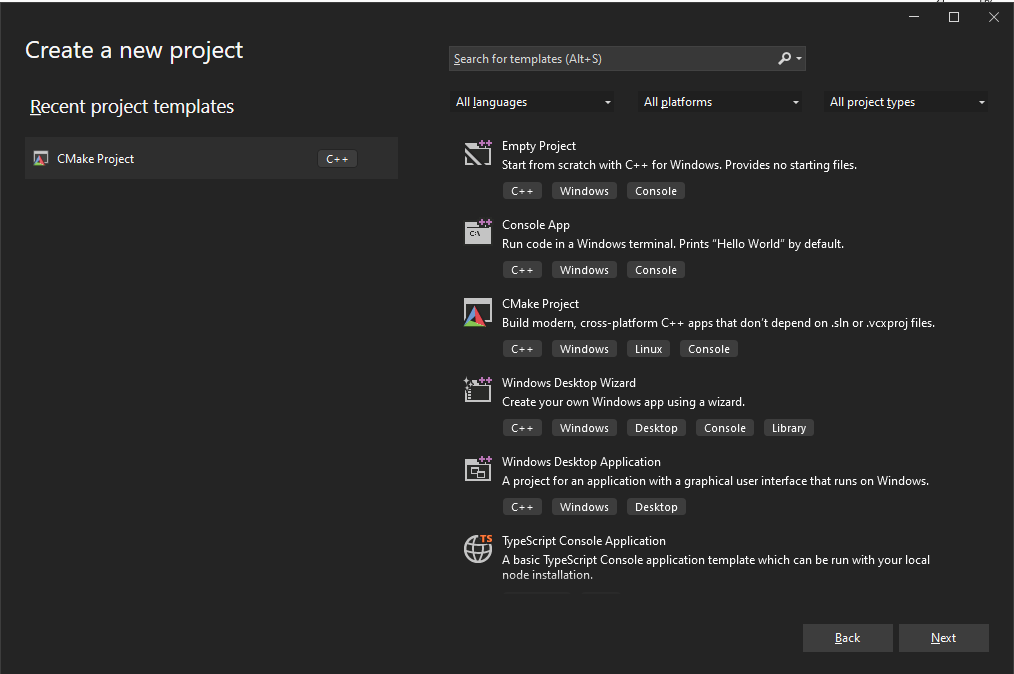 Create a new project
Search for templates (Alt+S)
Recent project templates
All languages
All platforms
All project types
CMake Project
C++
Empty Project
Start from scratch with C++ for Windows. Provides no starting files.
C++ Windows Console
Console App
C:\
Run code in a Windows terminal. Prints "Hello World" by default.
C++ Windows Console
CMake Project
Build modern, cross-platform C++ apps that don't depend on .sln or .vcxproj files.
C++ Windows Linux Console
Windows Desktop Wizard
Create your own Windows app using a wizard.
C++ Windows Desktop Console Library
Windows Desktop Application
A project for an application with a graphical user interface that runs on Windows.
C++ Windows Desktop
TS
TypeScript Console Application
A basic TypeScript Console application template which can be run with your local
node installation.
Back
Next